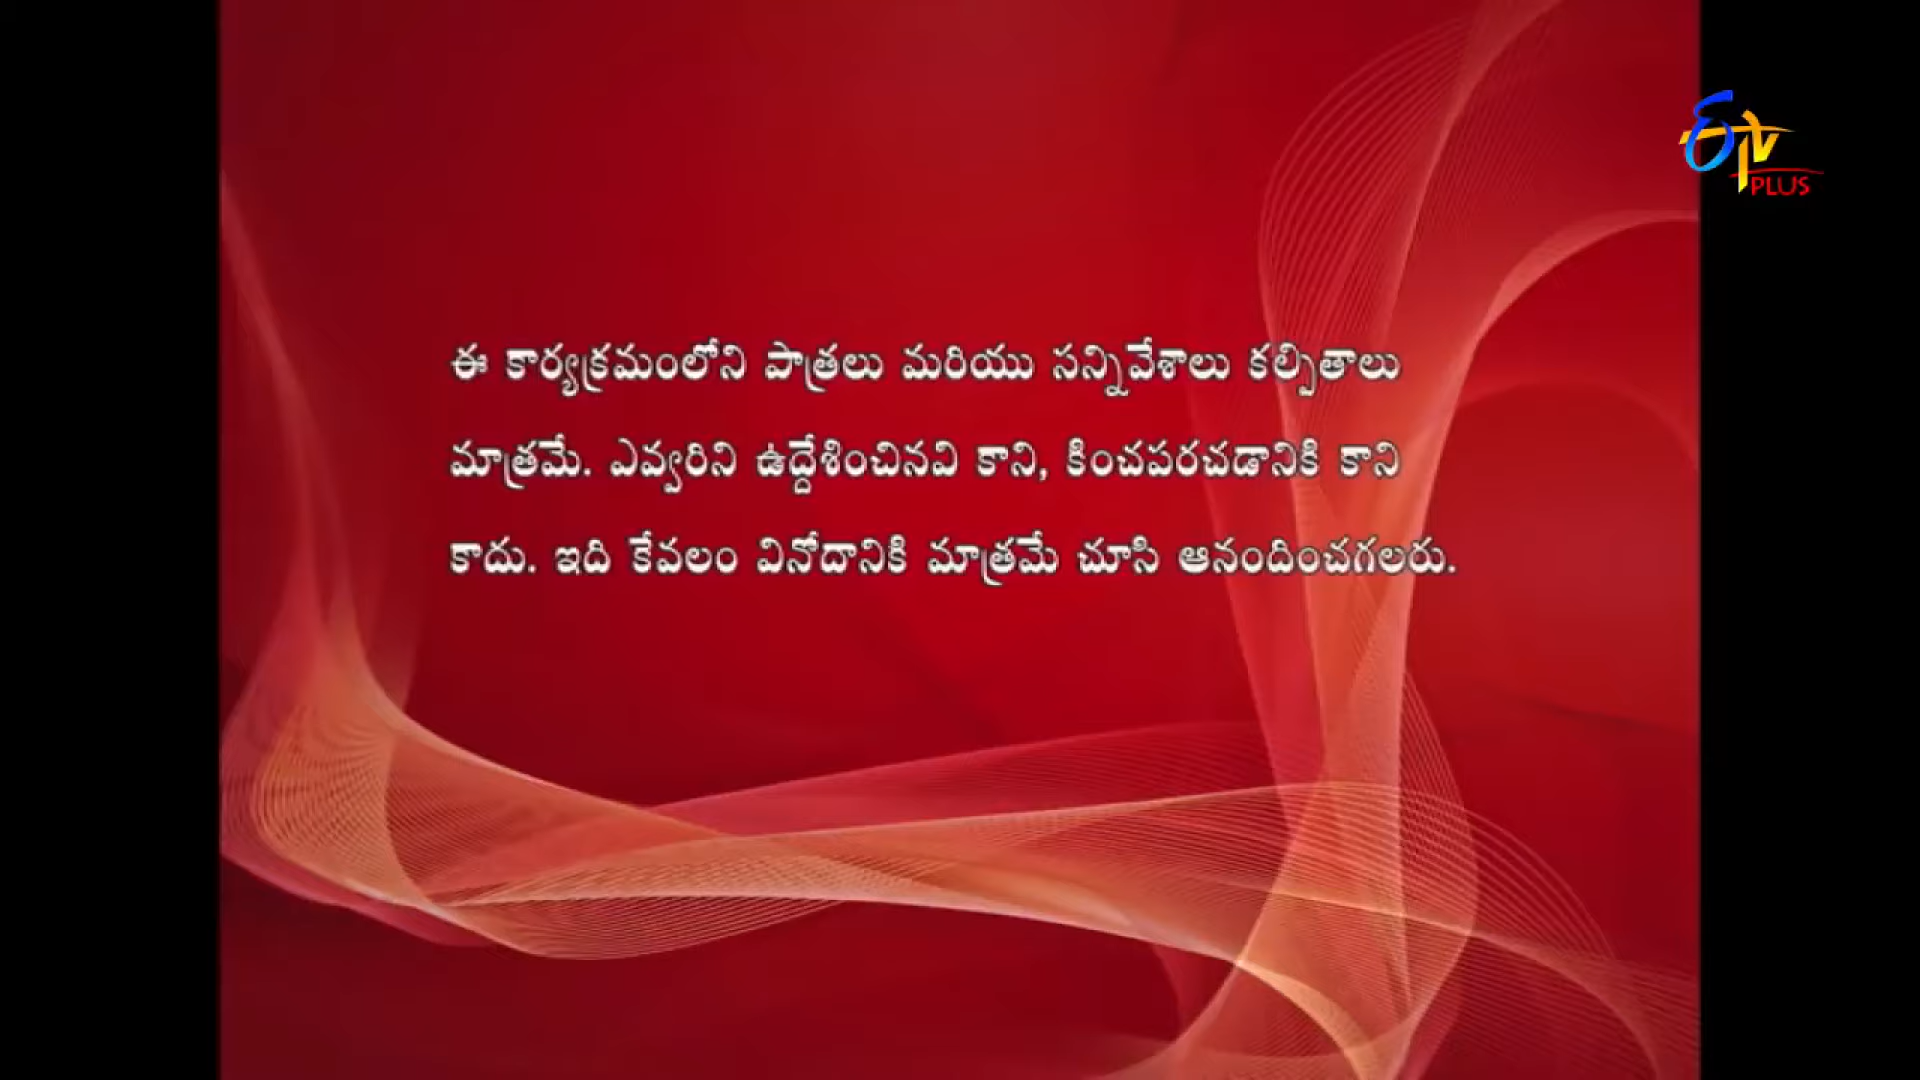 ETV
PLUS
ఈ కార్యక్రమంలోని పాత్రలు మరియు సన్నివేశాలు కల్పితాలు
మాత్రమే. ఎవ్వరిని ఉద్దేశించినవి కాని, కించపరచడానికి కాని
కాదు. ఇది కేవలం వినోదానికి మాత్రమే చూసి ఆనందించగలరు.